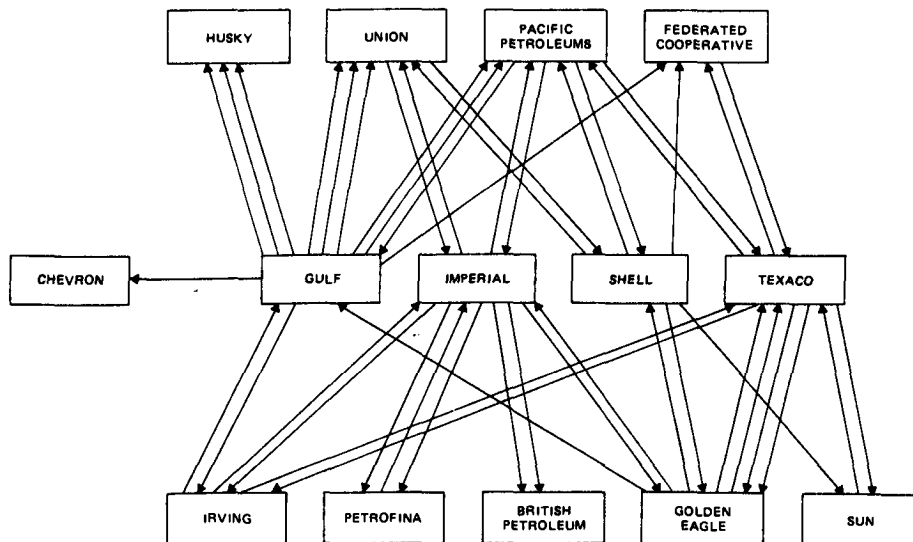 HUSKY
UNION
PACIFIC
PETROLEUMS
FEDERATED
COOPERATIVE
CHEVRON
GULF
IMPERIAL
SHELL
TEXACO
IRVING
PETROFINA
BRITISH
PETROLEUM
GOLDEN
EAGLE
SUN